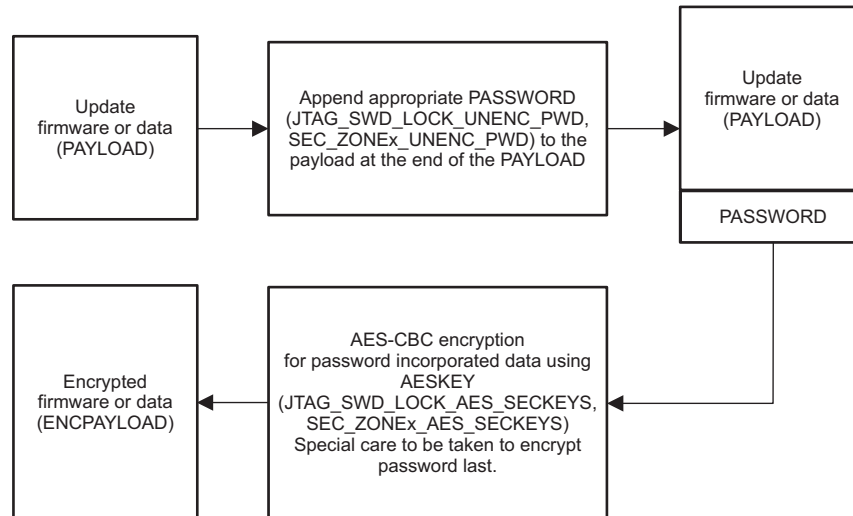 Update
firmware or data
(PAYLOAD)
Append appropriate PASSWORD
(JTAG_SWD_LOCK_UNENC_PWD,
SEC_ZONEx_UNENC_PWD) to the
payload at the end of the PAYLOAD
Update
firmware or data
(PAYLOAD)
PASSWORD
AES-CBC encryption
for password incorporated data using
AESKEY
(JTAG_SWD_LOCK_AES_SECKEYS,
SEC_ZONEx_AES_SECKEYS)
Special care to be taken to encrypt
password last.
Encrypted
firmware or data
(ENCPAYLOAD)